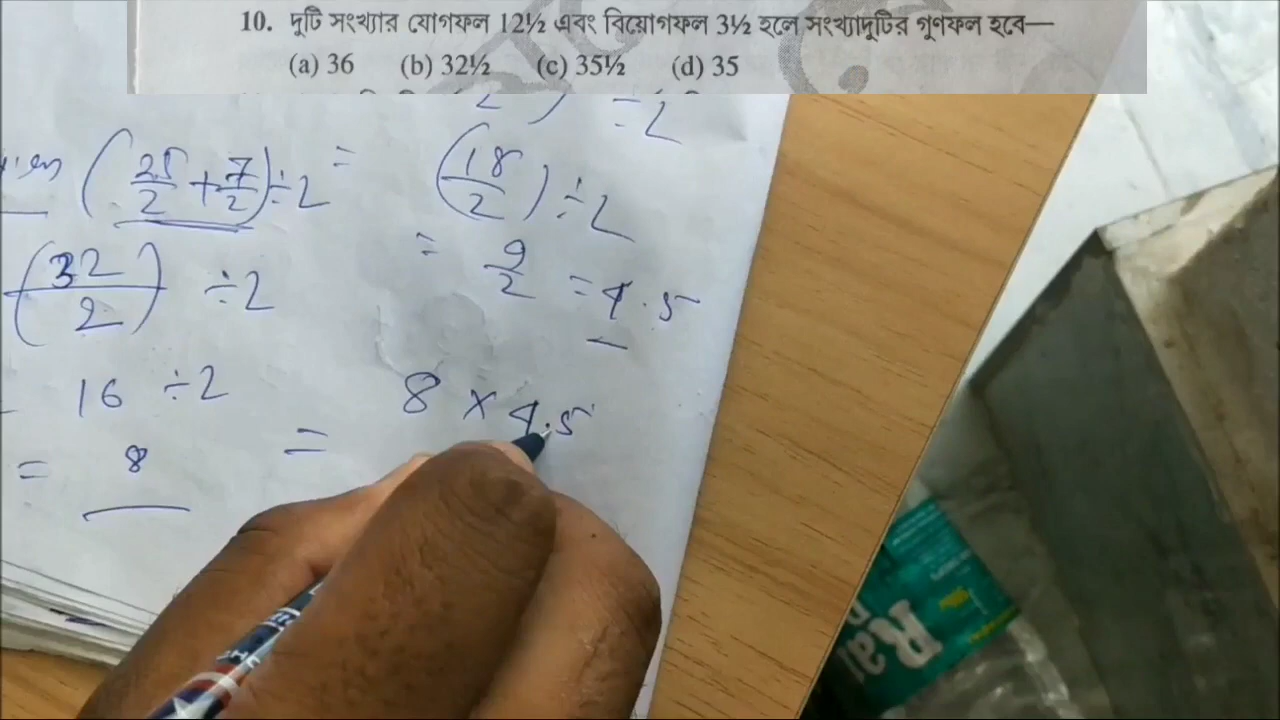 10. দুটি সংখ্যার যোগফল 12½ এবং বিয়োগফল 3½ হলে সংখ্যাদুটির গুণফল হবে—
(a) 36 (b) 32½ (c) 35½ (d) 35
2 ) ÷2
(25/2 + 7/2) ÷2 =
(32/2) ÷2
16 ÷2
= 8
(18/2) ÷2
= 9/2 = 4.5
= 8 × 4.5